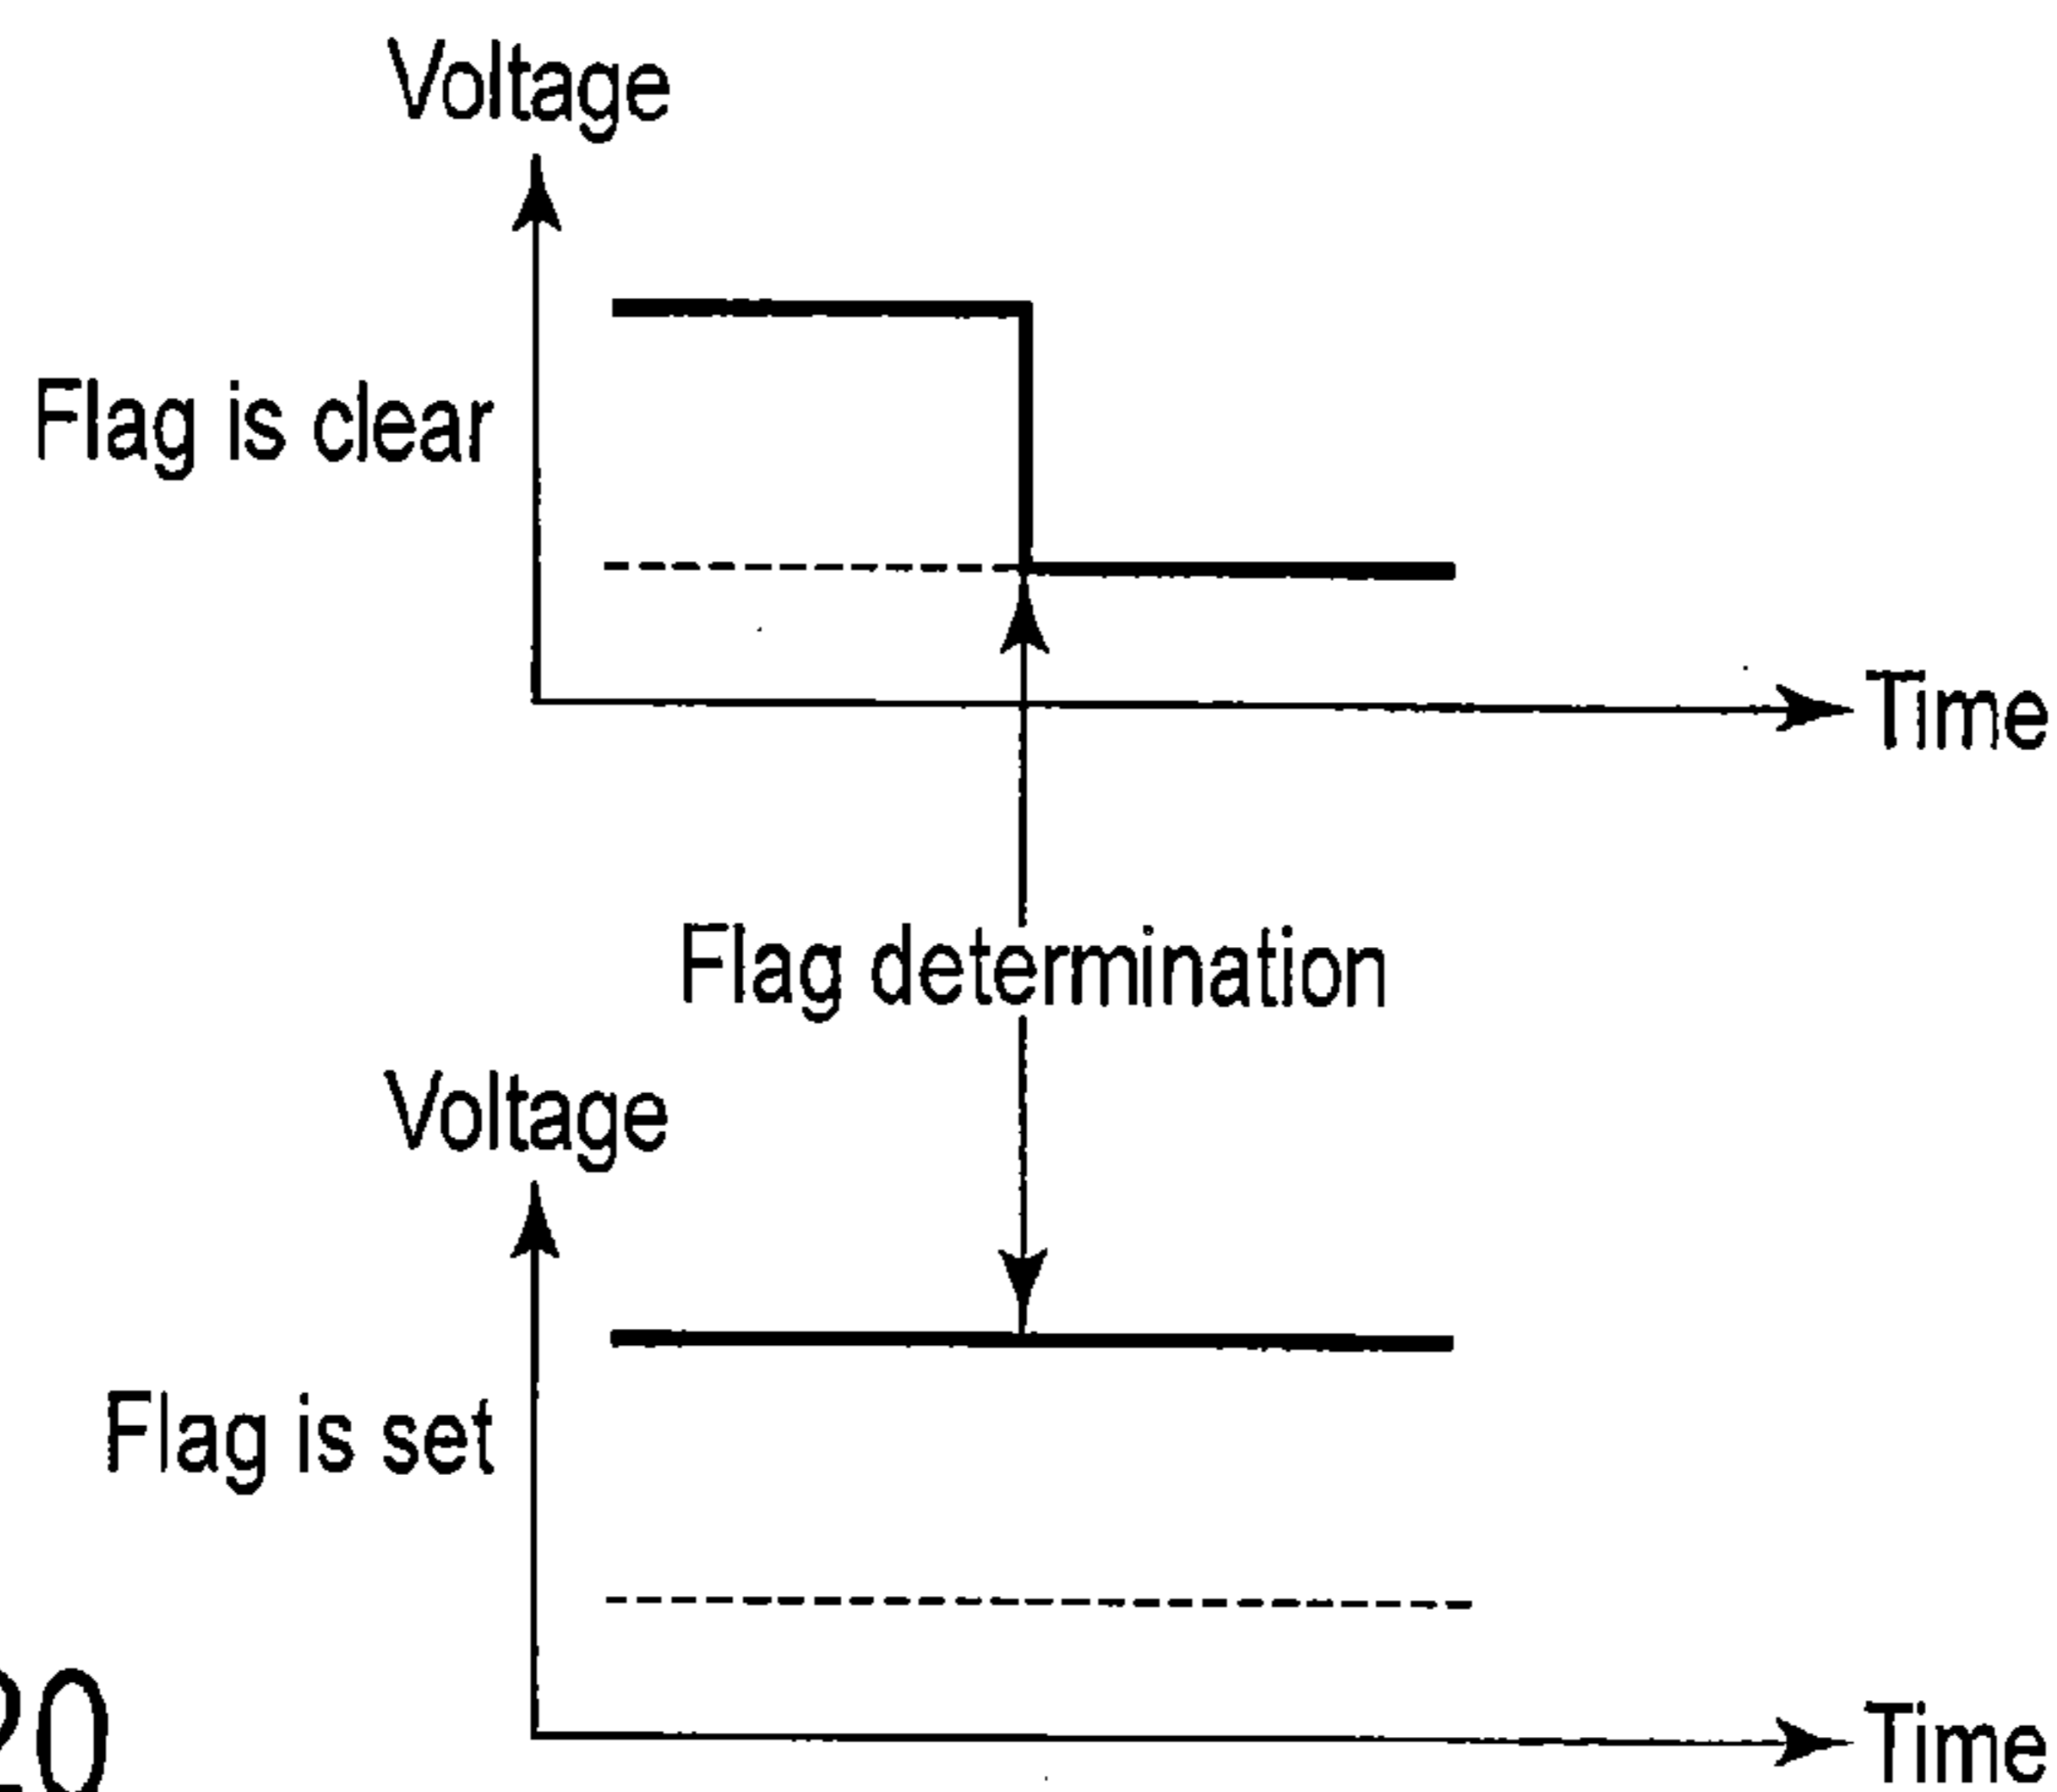 Voltage
Flag is clear
Time
Flag determination
Voltage
Flag is set
Time
20